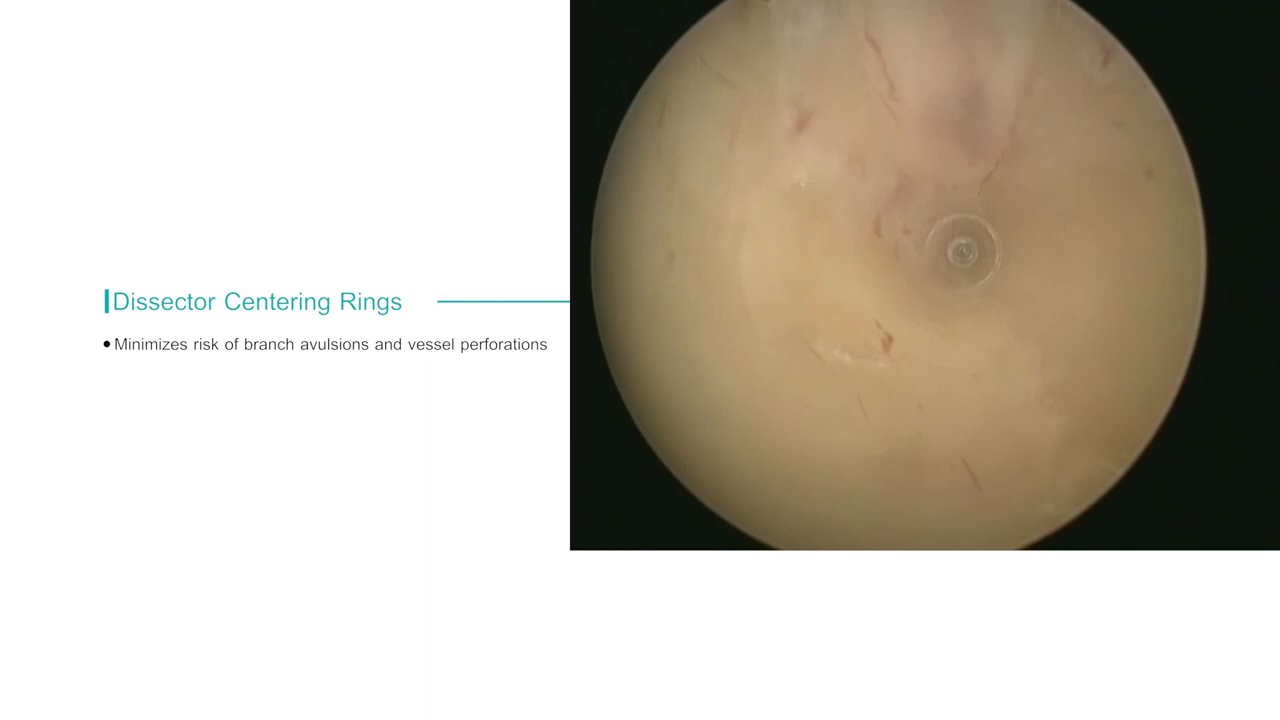 Dissector Centering Rings
● Minimizes risk of branch avulsions and vessel perforations